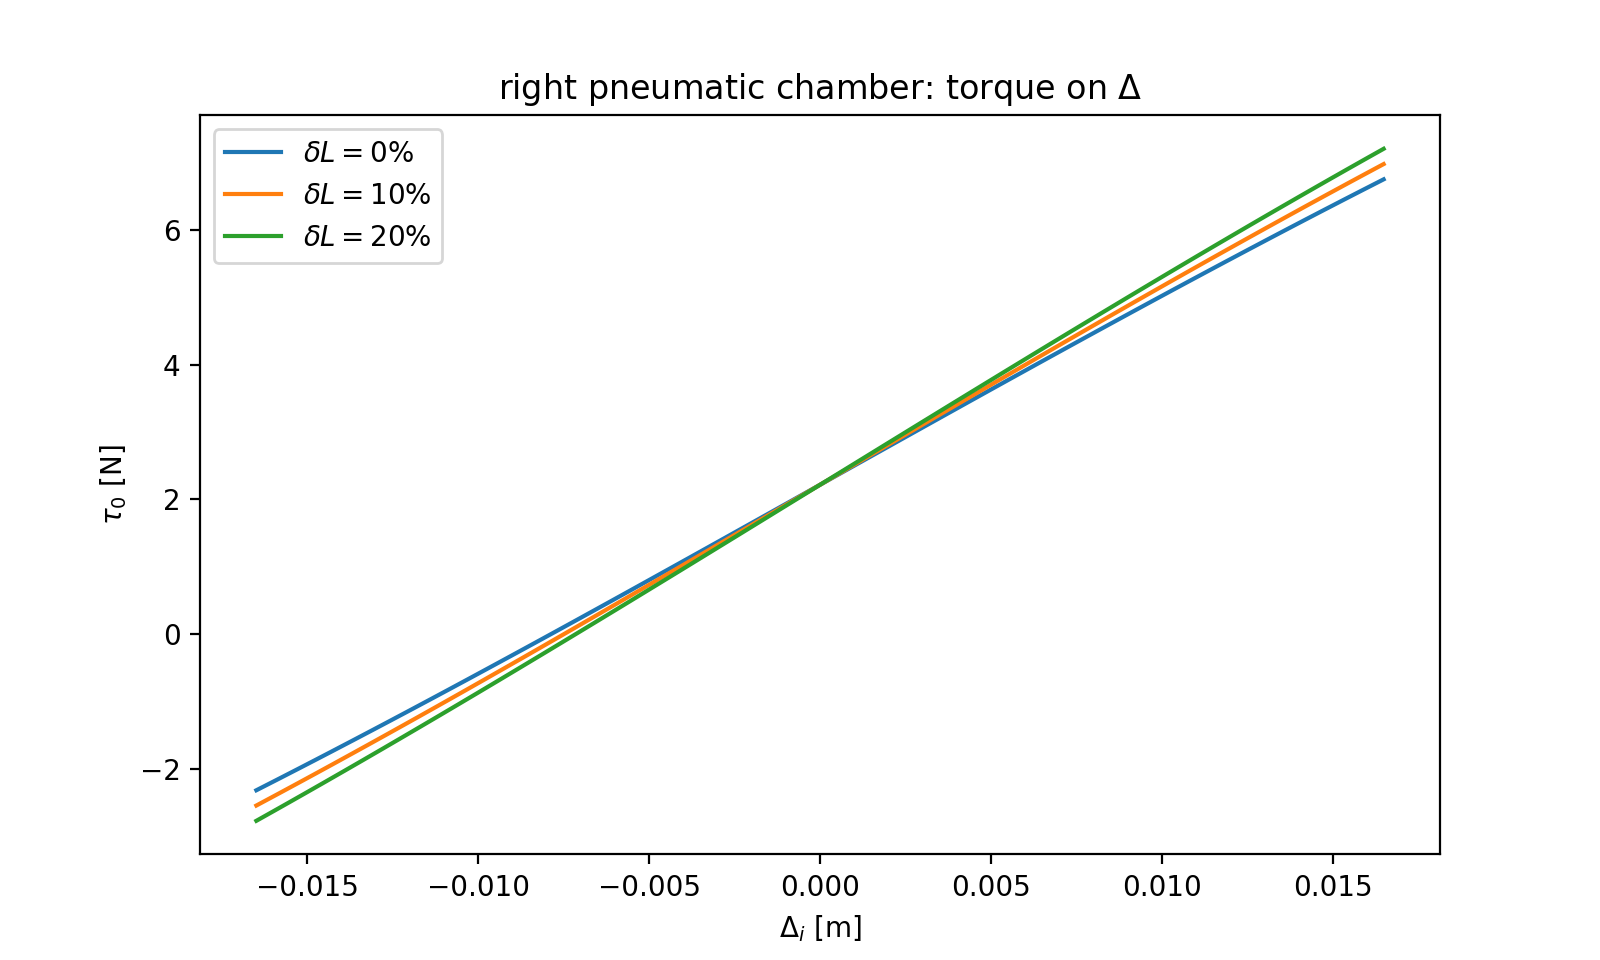 right pneumatic chamber: torque on Δ
δL = 0%
δL = 10%
δL = 20%
6
4
2
0
−2
τ₀ [N]
−0.015 −0.010 −0.005 0.000 0.005 0.010 0.015
Δᵢ [m]